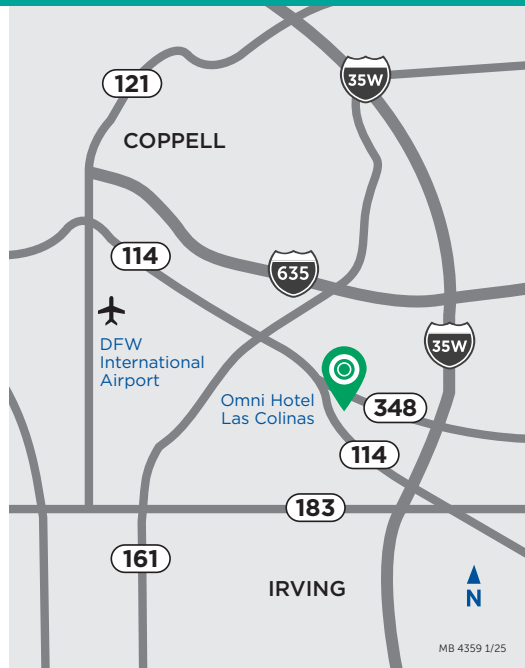 35W
121
COPPELL
114
635
DFW
International
Airport
35W
Omni Hotel
Las Colinas
348
114
183
161
IRVING
N
MB 4359 1/25